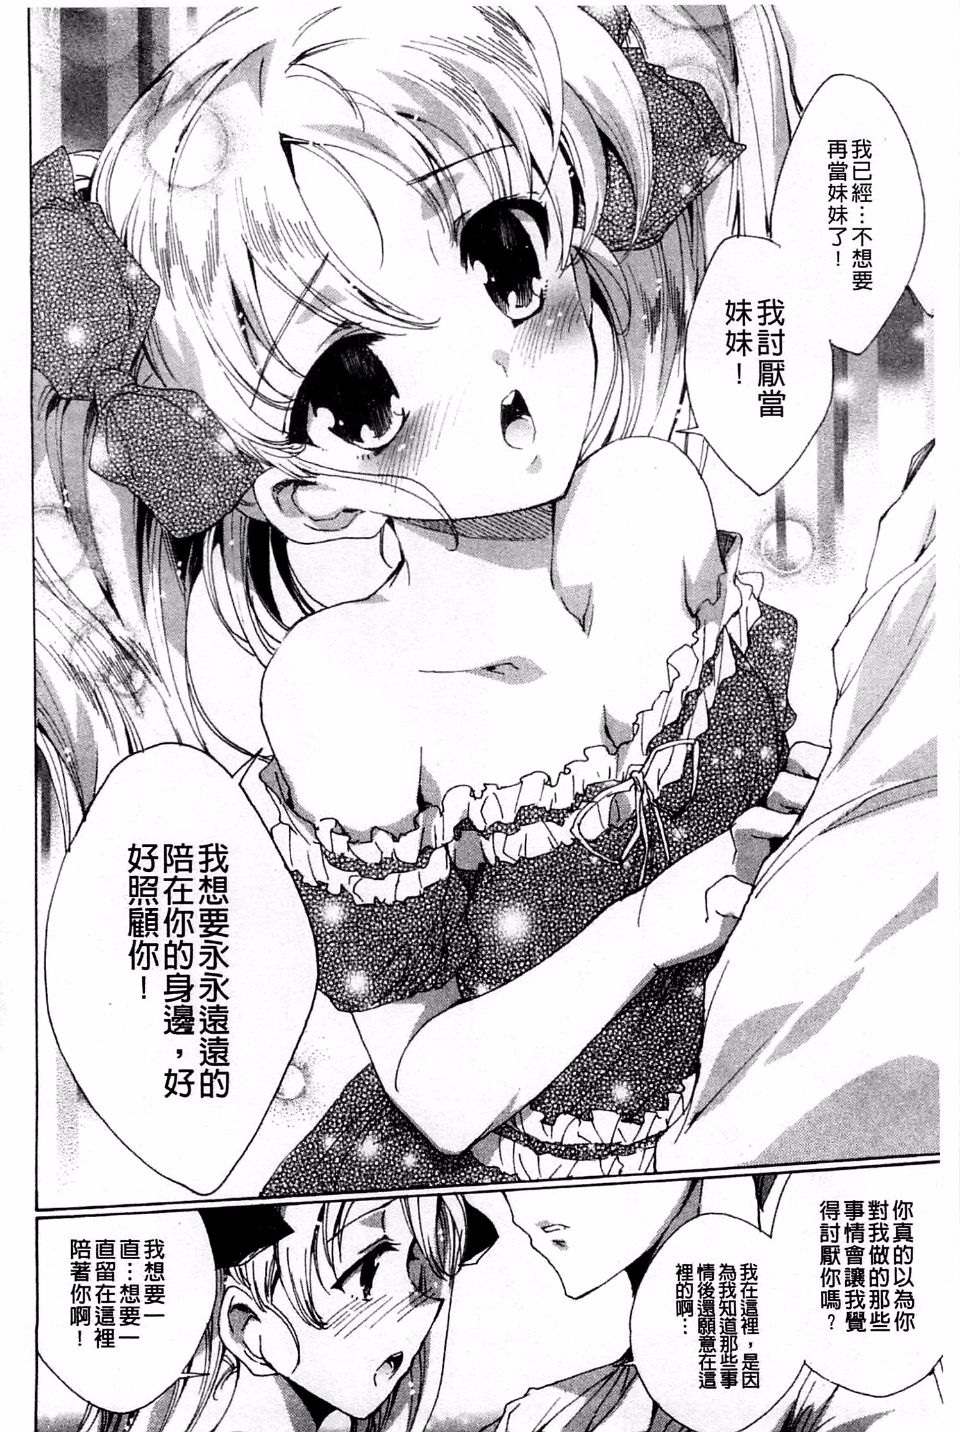 我已經…不想要
再當妹妹了！
我討厭當
妹妹！
我想要永永遠遠的
陪在你的身邊，好
好照顧你！
你真的以為你
對我做的那些
事情會讓我覺
得討厭你嗎？
我在這裡，是因
為我知道那些事
情後還願意在這
裡的啊…
我想要一
直…想要一
直留在這裡
陪著你啊！